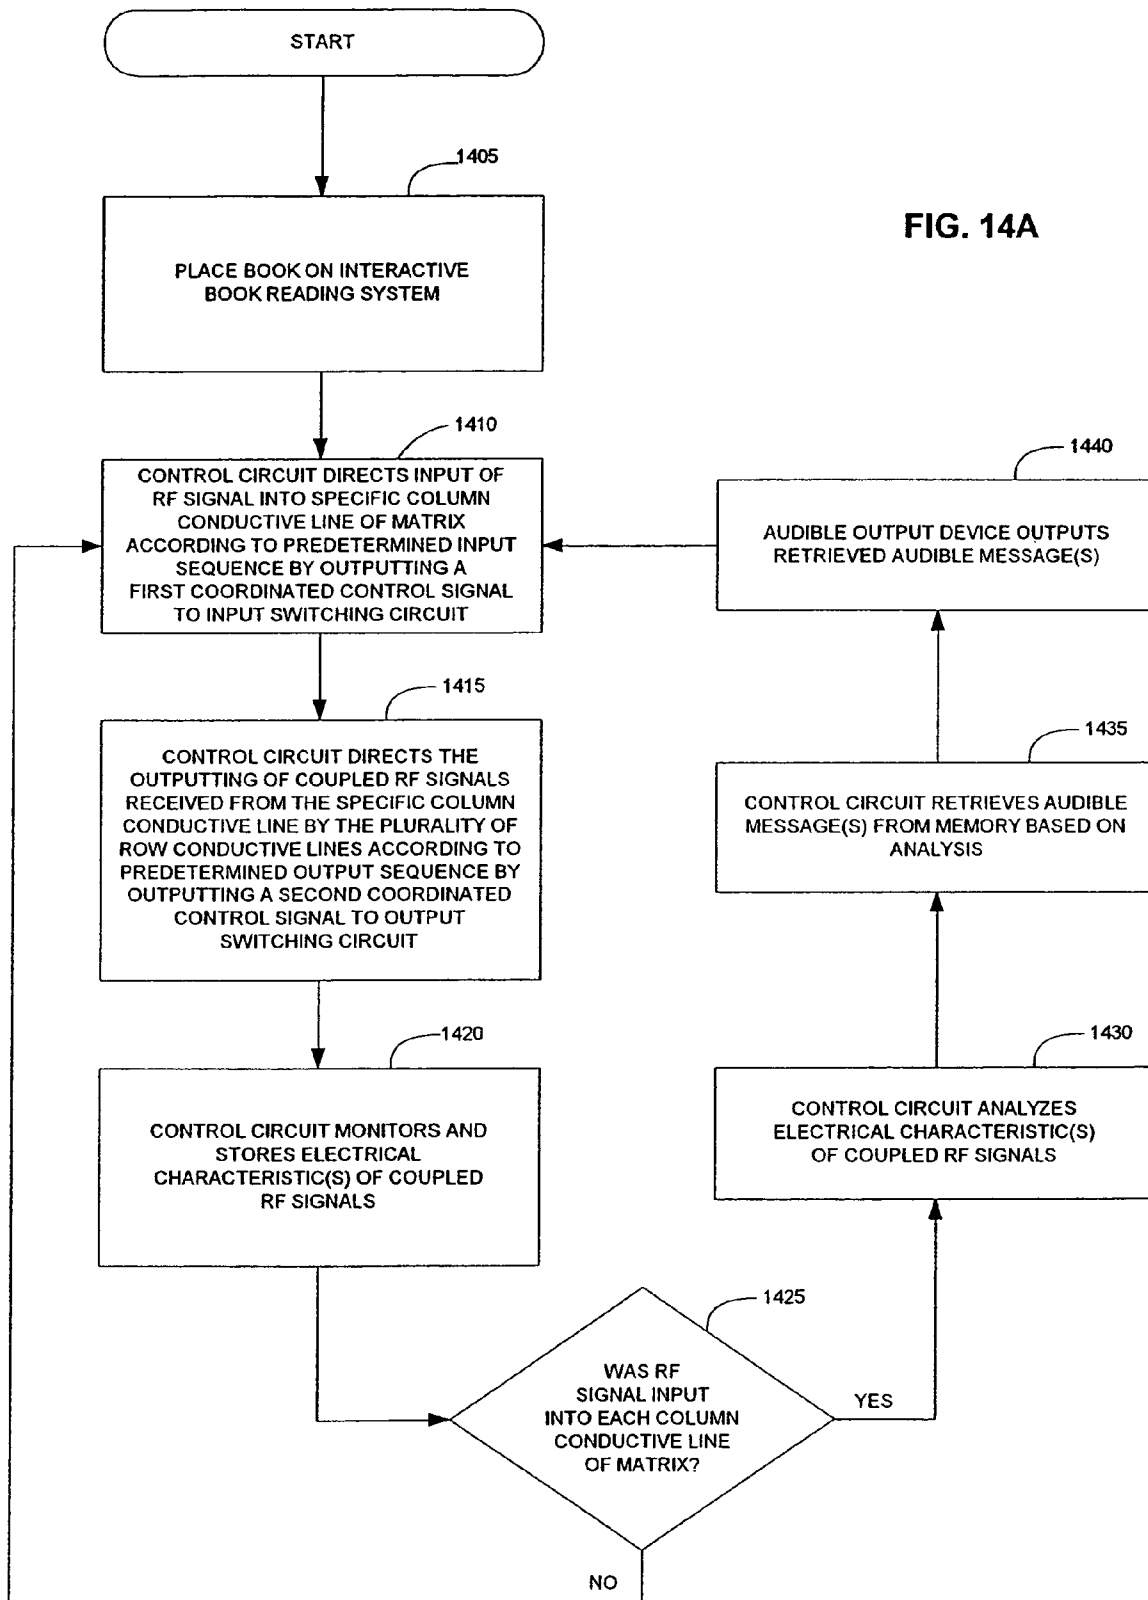 START
1405
FIG. 14A
PLACE BOOK ON INTERACTIVE
BOOK READING SYSTEM
1410
CONTROL CIRCUIT DIRECTS INPUT OF
RF SIGNAL INTO SPECIFIC COLUMN
CONDUCTIVE LINE OF MATRIX
ACCORDING TO PREDETERMINED INPUT
SEQUENCE BY OUTPUTTING A
FIRST COORDINATED CONTROL SIGNAL
TO INPUT SWITCHING CIRCUIT
1415
CONTROL CIRCUIT DIRECTS THE
OUTPUTTING OF COUPLED RF SIGNALS
RECEIVED FROM THE SPECIFIC COLUMN
CONDUCTIVE LINE BY THE PLURALITY OF
ROW CONDUCTIVE LINES ACCORDING TO
PREDETERMINED OUTPUT SEQUENCE BY
OUTPUTTING A SECOND COORDINATED
CONTROL SIGNAL TO OUTPUT
SWITCHING CIRCUIT
1420
CONTROL CIRCUIT MONITORS AND
STORES ELECTRICAL
CHARACTERISTIC(S) OF COUPLED
RF SIGNALS
1425
WAS RF
SIGNAL INPUT
INTO EACH COLUMN
CONDUCTIVE LINE
OF MATRIX?
YES
NO
1430
CONTROL CIRCUIT ANALYZES
ELECTRICAL CHARACTERISTIC(S)
OF COUPLED RF SIGNALS
1435
CONTROL CIRCUIT RETRIEVES AUDIBLE
MESSAGE(S) FROM MEMORY BASED ON
ANALYSIS
1440
AUDIBLE OUTPUT DEVICE OUTPUTS
RETRIEVED AUDIBLE MESSAGE(S)